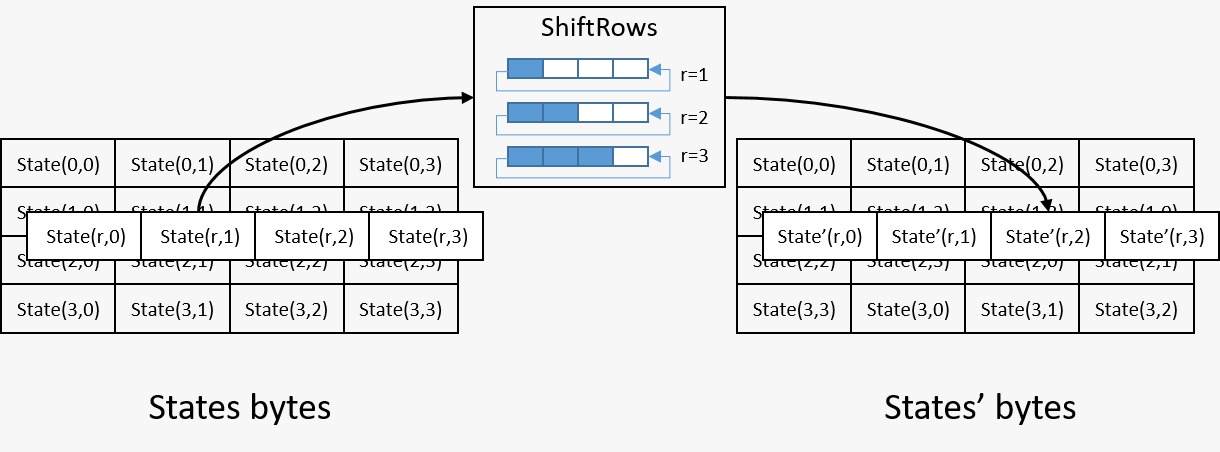 ShiftRows
r=1
r=2
r=3
State(0,0) State(0,1) State(0,2) State(0,3)
State(r,0) State(r,1) State(r,2) State(r,3)
State(2,0) State(2,1) State(2,2) State(2,3)
State(3,0) State(3,1) State(3,2) State(3,3)
States bytes
State(0,0) State(0,1) State(0,2) State(0,3)
State’(r,0) State’(r,1) State’(r,2) State’(r,3)
State(2,2) State(2,3) State(2,0) State(2,1)
State(3,3) State(3,0) State(3,1) State(3,2)
States’ bytes